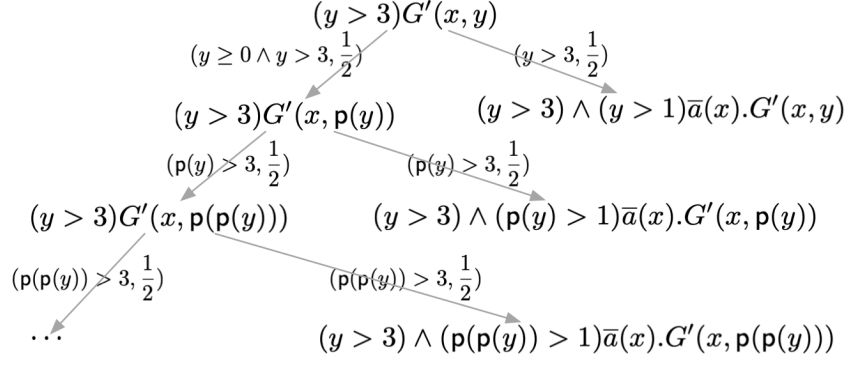 (y > 3)G′(x, y)
(y ≥ 0 ∧ y > 3, 1/2) (y > 3, 1/2)
(y > 3)G′(x, p(y)) (y > 3) ∧ (y > 1)a̅(x).G′(x, y)
(p(y) > 3, 1/2) (p(y) > 3, 1/2)
(y > 3)G′(x, p(p(y))) (y > 3) ∧ (p(y) > 1)a̅(x).G′(x, p(y))
(p(p(y)) > 3, 1/2) (p(p(y)) > 3, 1/2)
... (y > 3) ∧ (p(p(y)) > 1)a̅(x).G′(x, p(p(y)))